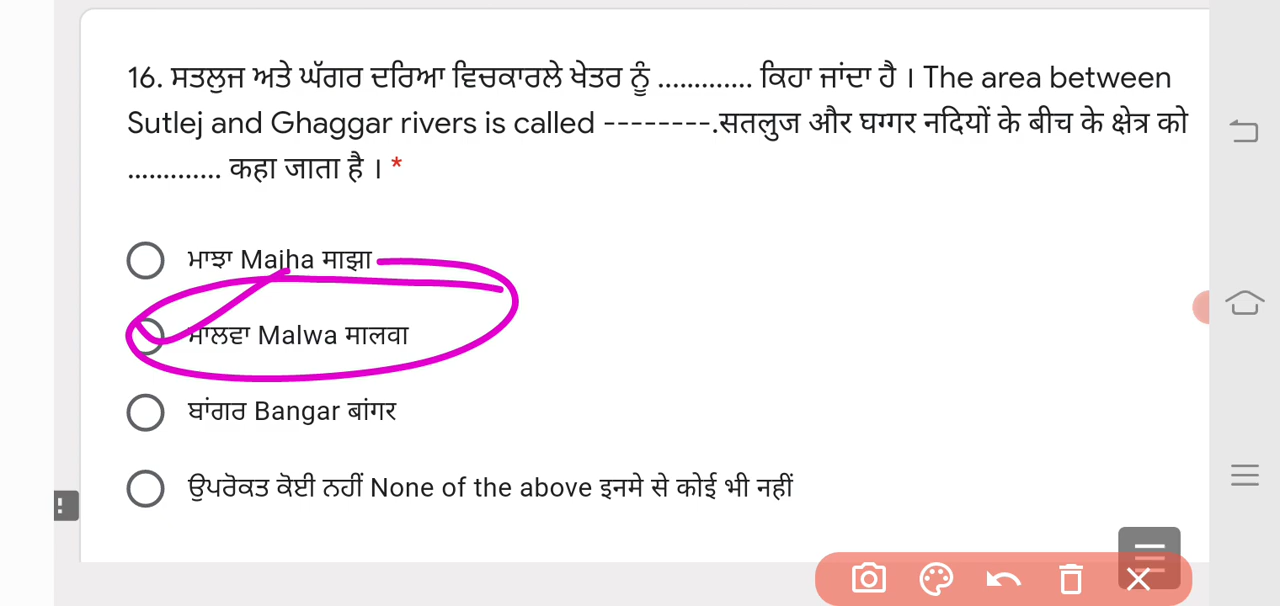 16. ਸਤਲੁਜ ਅਤੇ ਘੱਗਰ ਦਰਿਆ ਵਿਚਕਾਰਲੇ ਖੇਤਰ ਨੂੰ ............. ਕਿਹਾ ਜਾਂਦਾ ਹੈ । The area between
Sutlej and Ghaggar rivers is called --------.सतलुज और घग्गर नदियों के बीच के क्षेत्र को
............. कहा जाता है । *
ਮਾਝਾ Majha माझा
ਮਾਲਵਾ Malwa मालवा
ਬਾਂਗਰ Bangar बांगर
ਉਪਰੋਕਤ ਕੋਈ ਨਹੀਂ None of the above इनमे से कोई भी नहीं